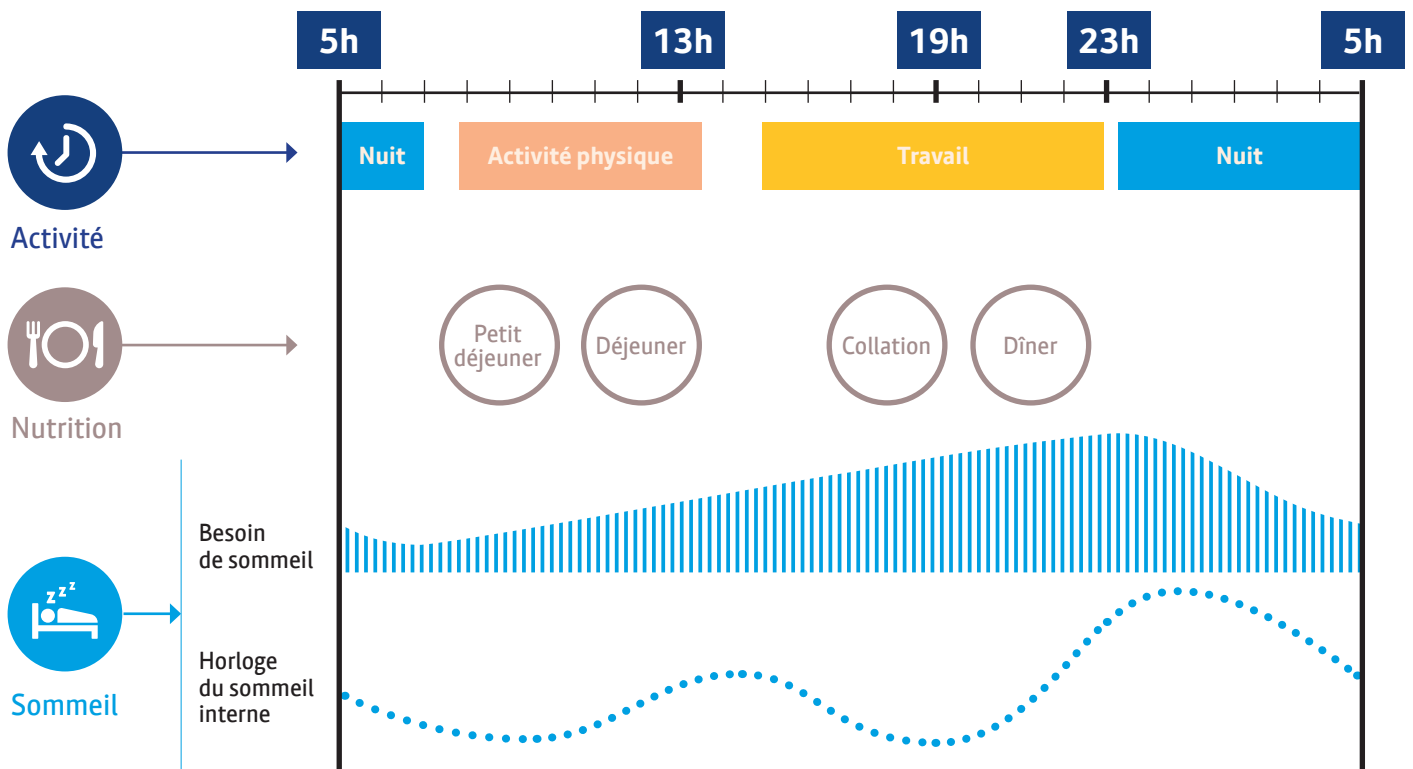 5h 13h 19h 23h 5h
Nuit Activité physique Travail Nuit
Activité
Petit
déjeuner
Déjeuner
Collation
Dîner
Nutrition
Besoin
de sommeil
z z z
Horloge
du sommeil
interne
Sommeil